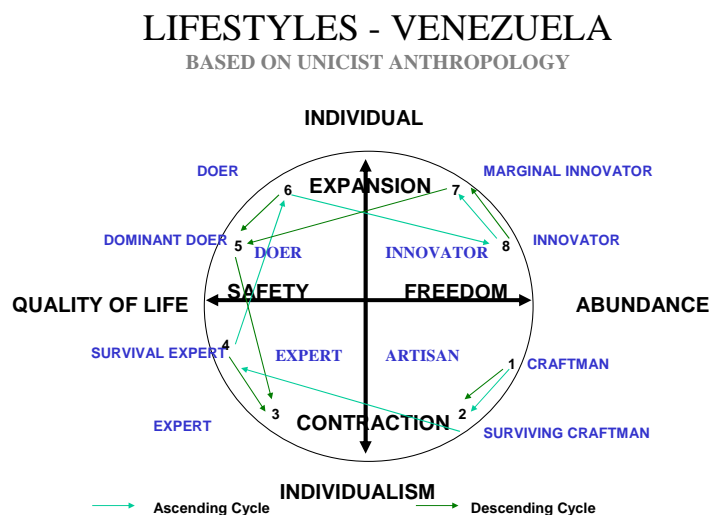 LIFESTYLES - VENEZUELA
BASED ON UNICIST ANTHROPOLOGY
INDIVIDUAL
DOER
MARGINAL INNOVATOR
6
EXPANSION
7
DOMINANT DOER
5
8
INNOVATOR
DOER
INNOVATOR
QUALITY OF LIFE
SAFETY
FREEDOM
ABUNDANCE
SURVIVAL EXPERT
4
EXPERT
ARTISAN
1
CRAFTMAN
EXPERT
3
CONTRACTION
2
SURVIVING CRAFTMAN
INDIVIDUALISM
Ascending Cycle
Descending Cycle